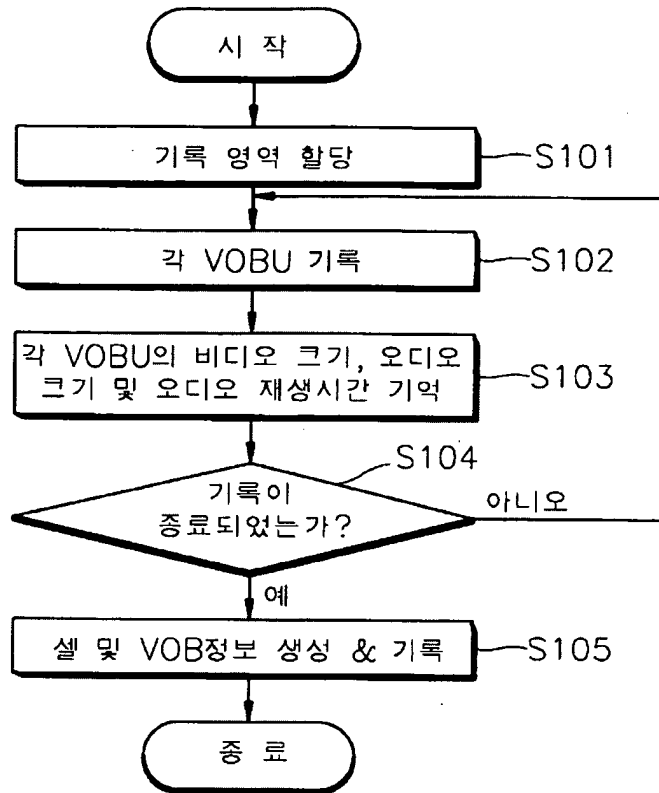 시 작
기록 영역 할당
S101
각 VOBU 기록
S102
각 VOBU의 비디오 크기, 오디오
크기 및 오디오 재생시간 기억
S103
S104
기록이
종료되었는가?
아니오
예
셀 및 VOB정보 생성 & 기록
S105
종 료